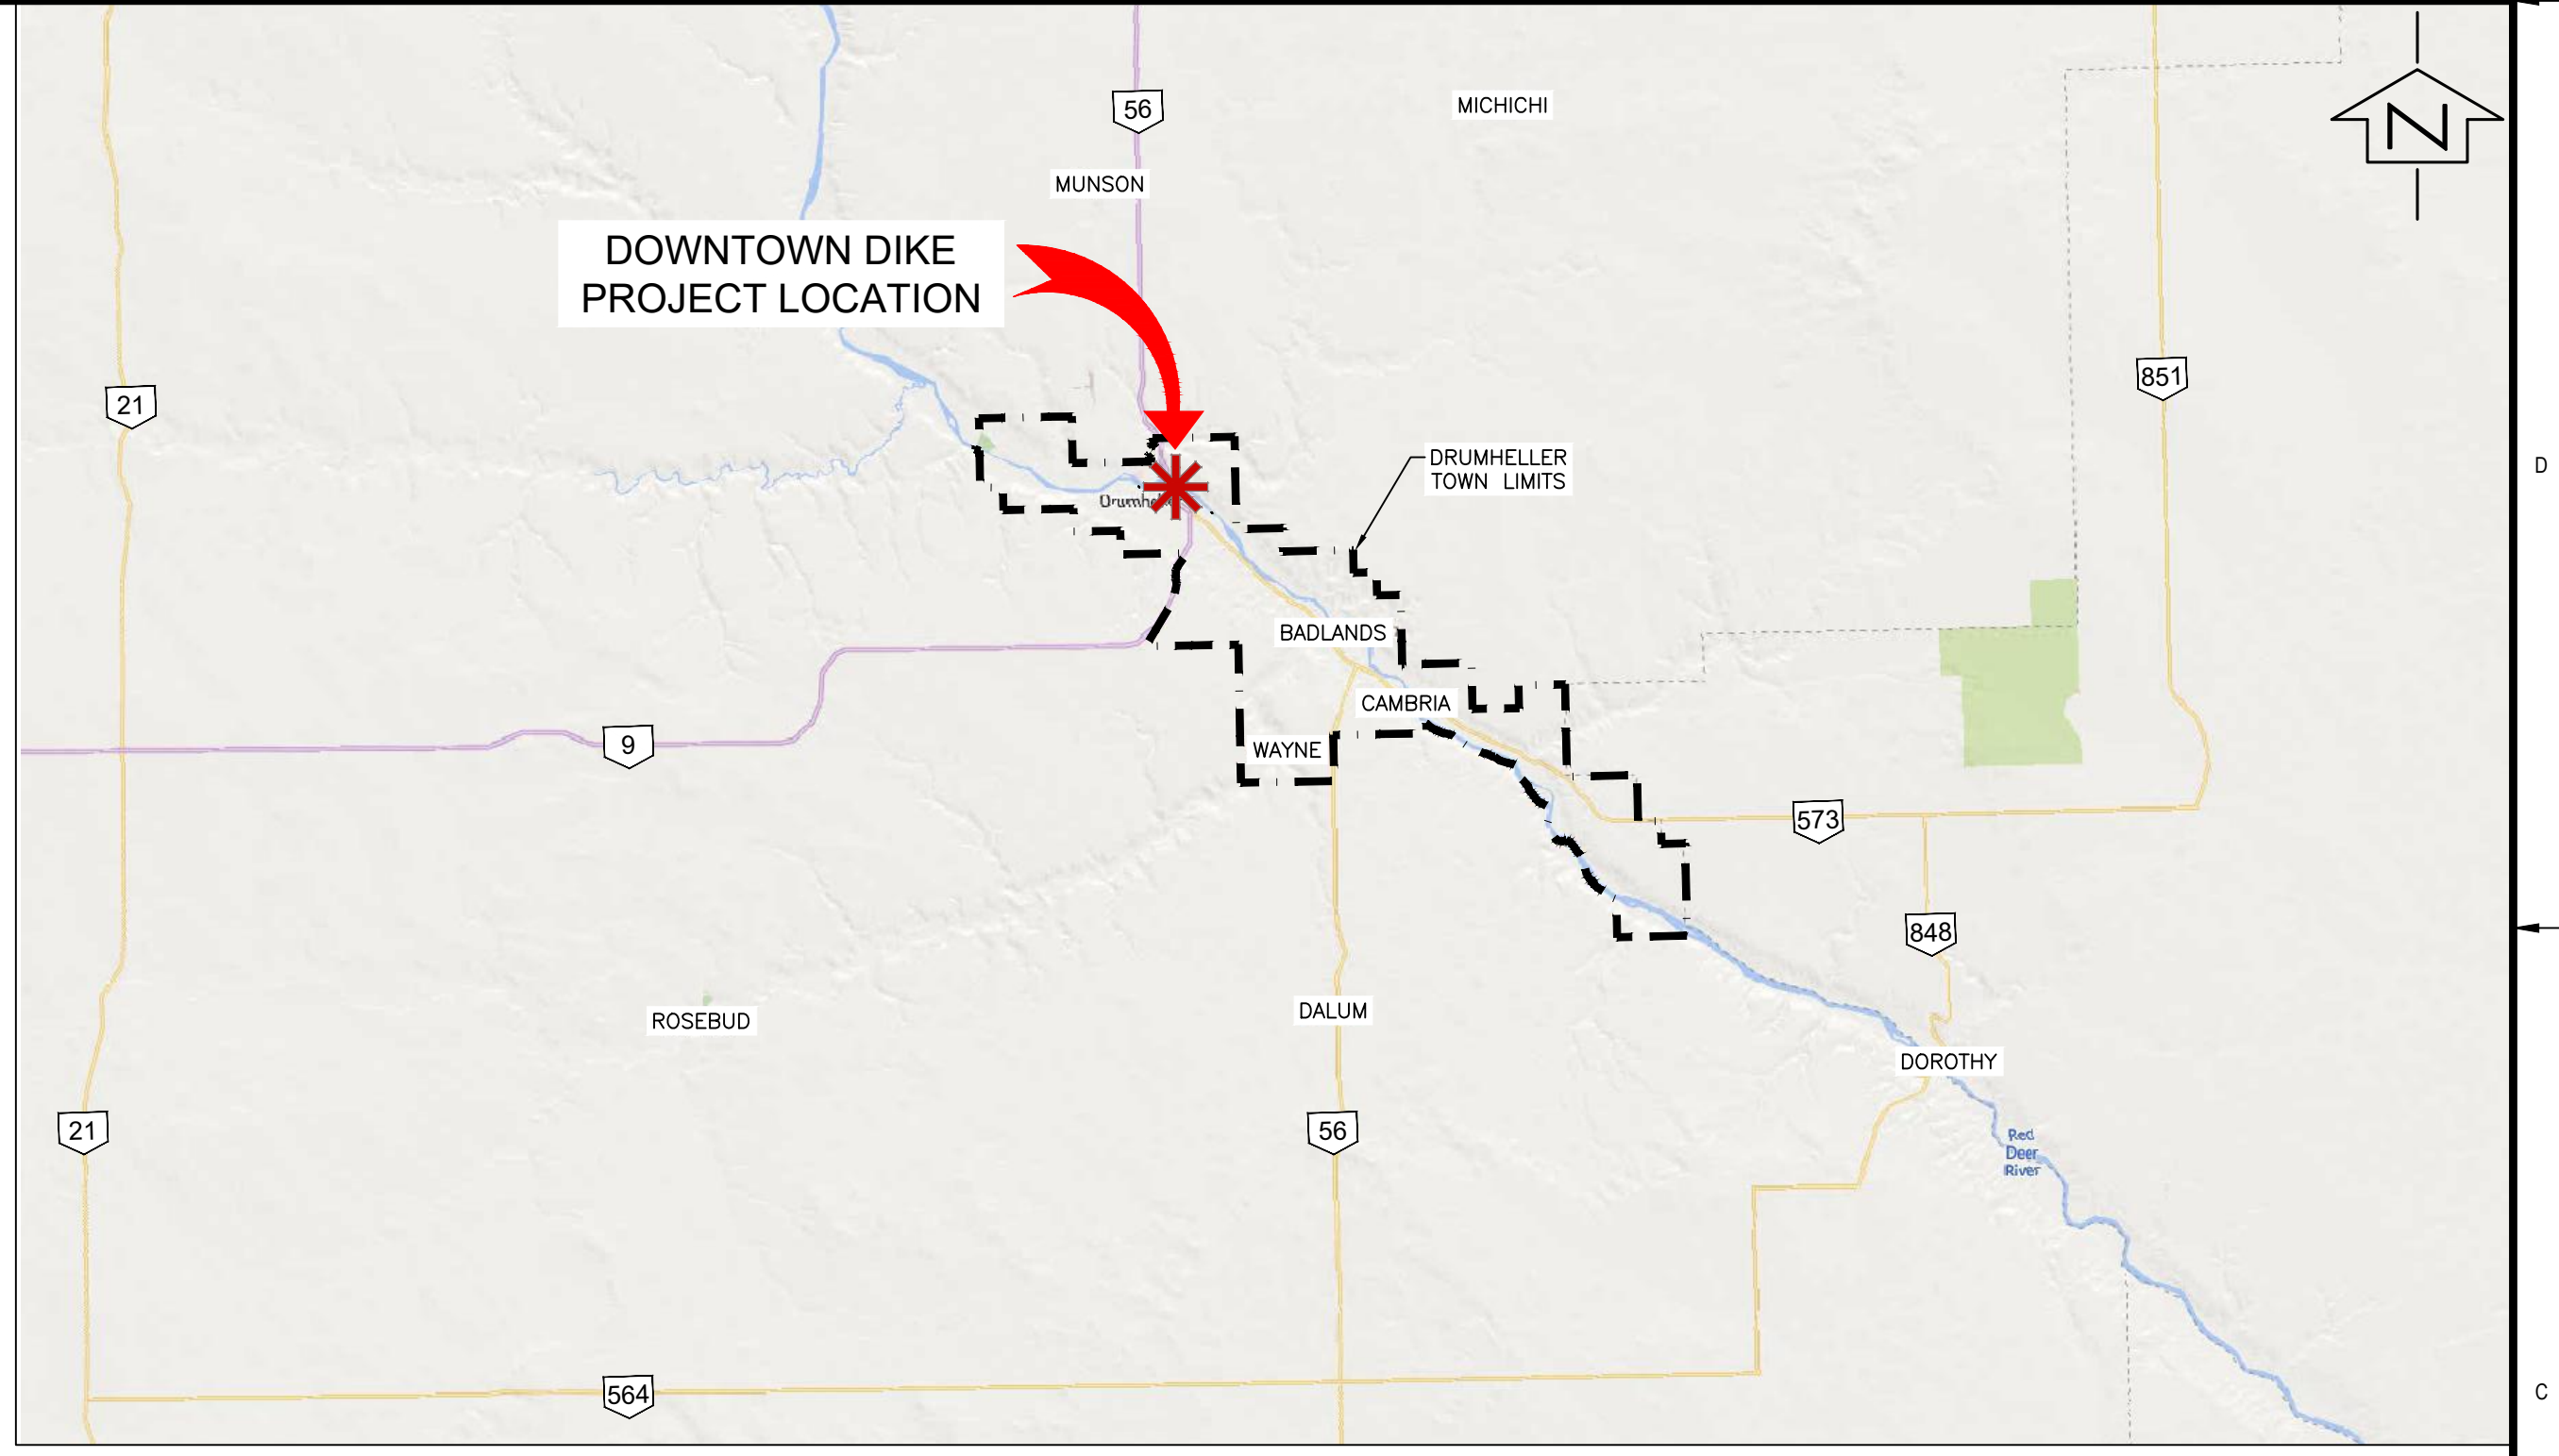 56
MICHICHI
N
MUNSON
DOWNTOWN DIKE
PROJECT LOCATION
851
21
DRUMHELLER
TOWN LIMITS
D
BADLANDS
CAMBRIA
9
WAYNE
573
848
DALUM
ROSEBUD
DOROTHY
21
56
Red
Deer
River
564
C